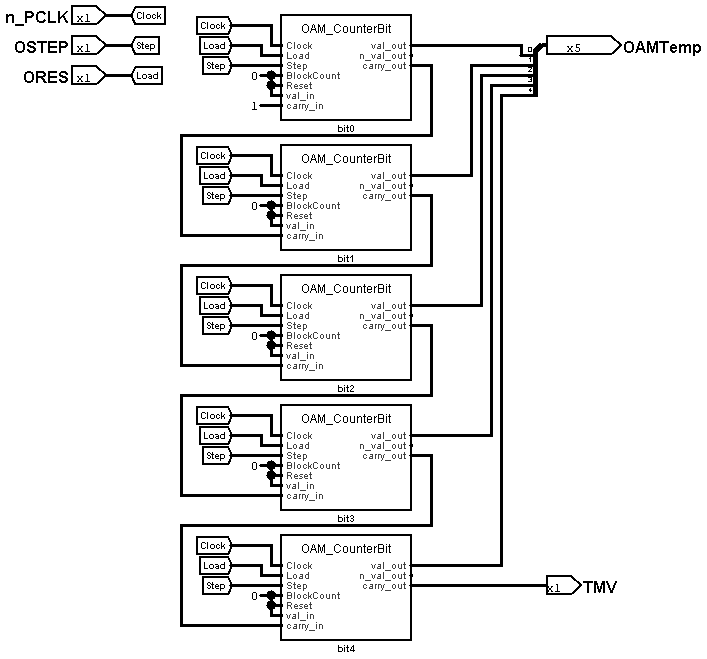 n_PCLK x1 Clock
OSTEP x1 Step
ORES x1 Load
OAM_CounterBit
Clock
Load
Step
0
1
Clock val_out
Load n_val_out
Step carry_out
BlockCount
Reset
val_in
carry_in
bit0
0
1
2
3
4
x5 OAMTemp
OAM_CounterBit
Clock
Load
Step
0
Clock val_out
Load n_val_out
Step carry_out
BlockCount
Reset
val_in
carry_in
bit1
OAM_CounterBit
Clock
Load
Step
0
Clock val_out
Load n_val_out
Step carry_out
BlockCount
Reset
val_in
carry_in
bit2
OAM_CounterBit
Clock
Load
Step
0
Clock val_out
Load n_val_out
Step carry_out
BlockCount
Reset
val_in
carry_in
bit3
OAM_CounterBit
Clock
Load
Step
0
Clock val_out
Load n_val_out
Step carry_out
BlockCount
Reset
val_in
carry_in
bit4
x1 TMV